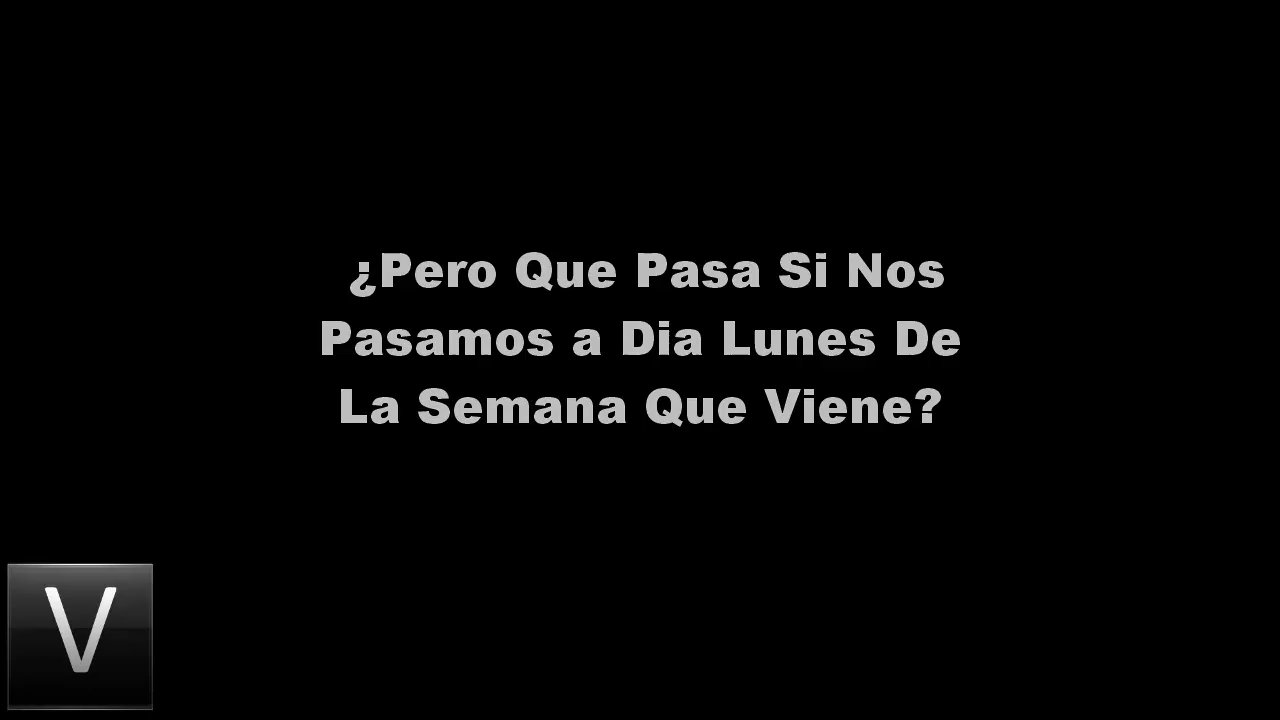 ¿Pero Que Pasa Si Nos
Pasamos a Dia Lunes De
La Semana Que Viene?
V